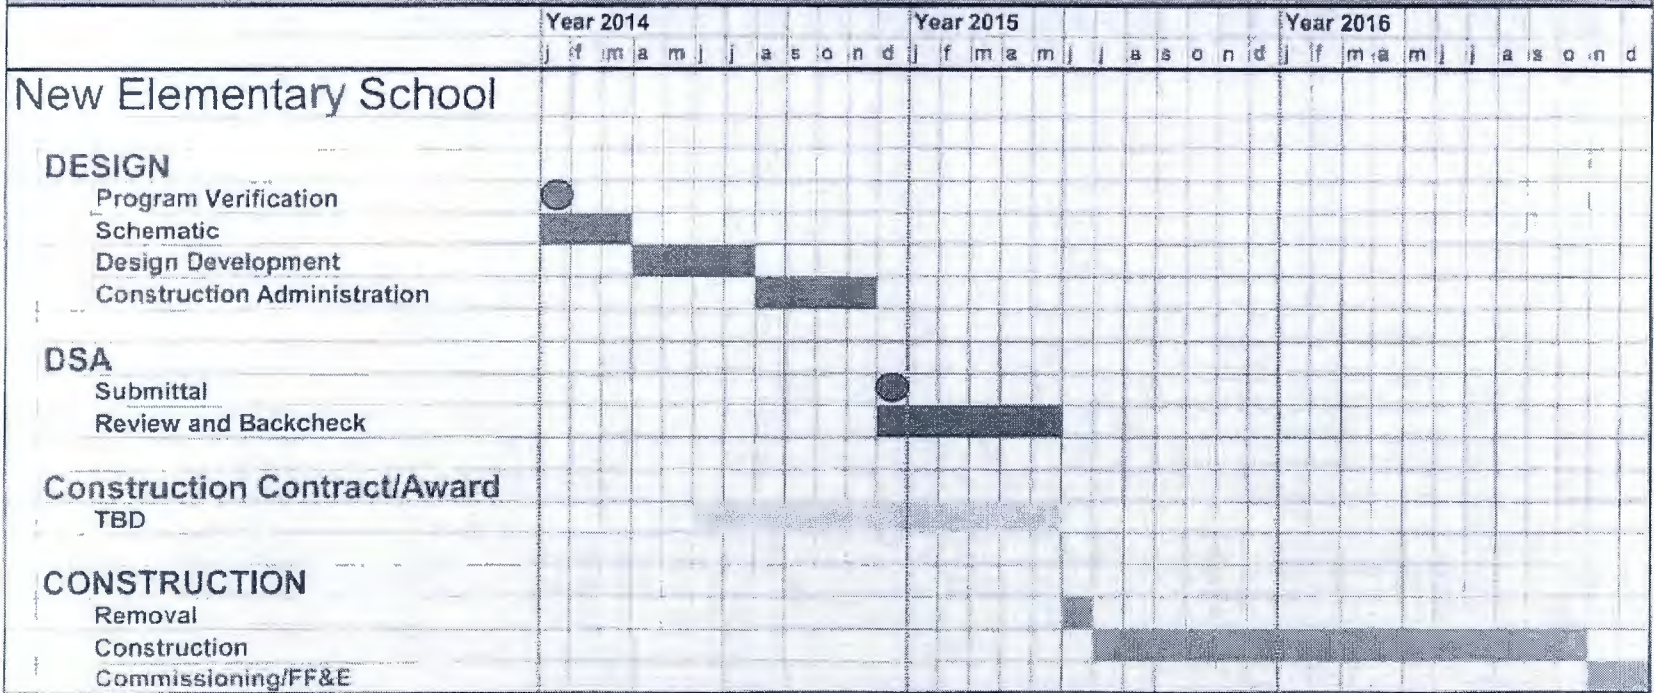 Year 2014 Year 2015 Year 2016
j f m a m j j a s o n d j f m a m j j a s o n d j f m a m j j a s o n d
New Elementary School
DESIGN
Program Verification
Schematic
Design Development
Construction Administration
DSA
Submittal
Review and Backcheck
Construction Contract/Award
TBD
CONSTRUCTION
Removal
Construction
Commissioning/FF&E